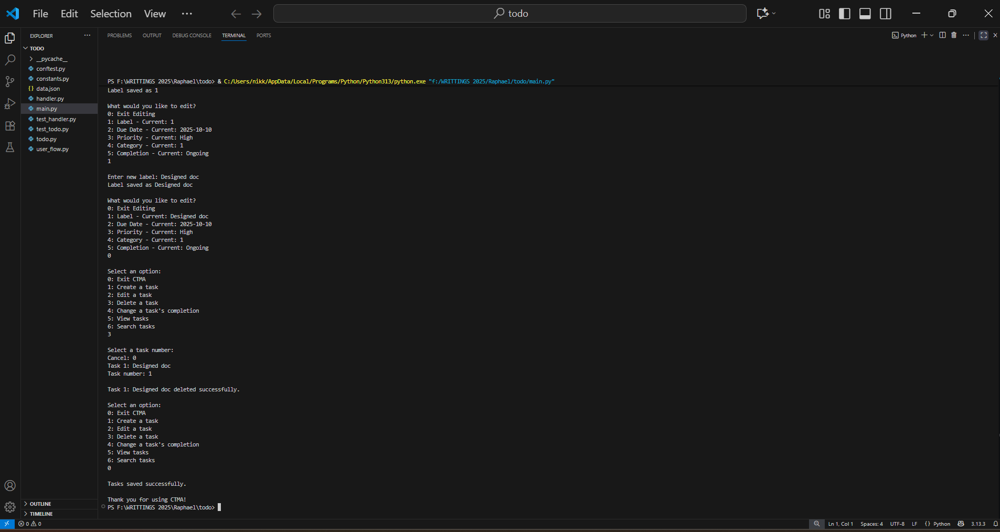 File Edit Selection View ··· todo
EXPLORER ···
TODO
__pycache__
conftest.py
constants.py
{} data.json
handler.py
main.py
test_handler.py
test_todo.py
todo.py
user_flow.py
OUTLINE
TIMELINE
PROBLEMS OUTPUT DEBUG CONSOLE TERMINAL PORTS
Python
PS F:\WRITTINGS 2025\Raphael\todo> & C:/Users/nikk/AppData/Local/Programs/Python/Python313/python.exe "f:/WRITTINGS 2025/Raphael/todo/main.py"
Label saved as 1
What would you like to edit?
0: Exit Editing
1: Label - Current: 1
2: Due Date - Current: 2025-10-10
3: Priority - Current: High
4: Category - Current: 1
5: Completion - Current: Ongoing
1
Enter new label: Designed doc
Label saved as Designed doc
What would you like to edit?
0: Exit Editing
1: Label - Current: Designed doc
2: Due Date - Current: 2025-10-10
3: Priority - Current: High
4: Category - Current: 1
5: Completion - Current: Ongoing
0
Select an option:
0: Exit CTMA
1: Create a task
2: Edit a task
3: Delete a task
4: Change a task's completion
5: View tasks
6: Search tasks
3
Select a task number:
Cancel: 0
Task 1: Designed doc
Task number: 1
Task 1: Designed doc deleted successfully.
Select an option:
0: Exit CTMA
1: Create a task
2: Edit a task
3: Delete a task
4: Change a task's completion
5: View tasks
6: Search tasks
0
Tasks saved successfully.
Thank you for using CTMA!
PS F:\WRITTINGS 2025\Raphael\todo>
0 0 Ln 1, Col 1 Spaces: 4 UTF-8 LF {} Python 3.13.3